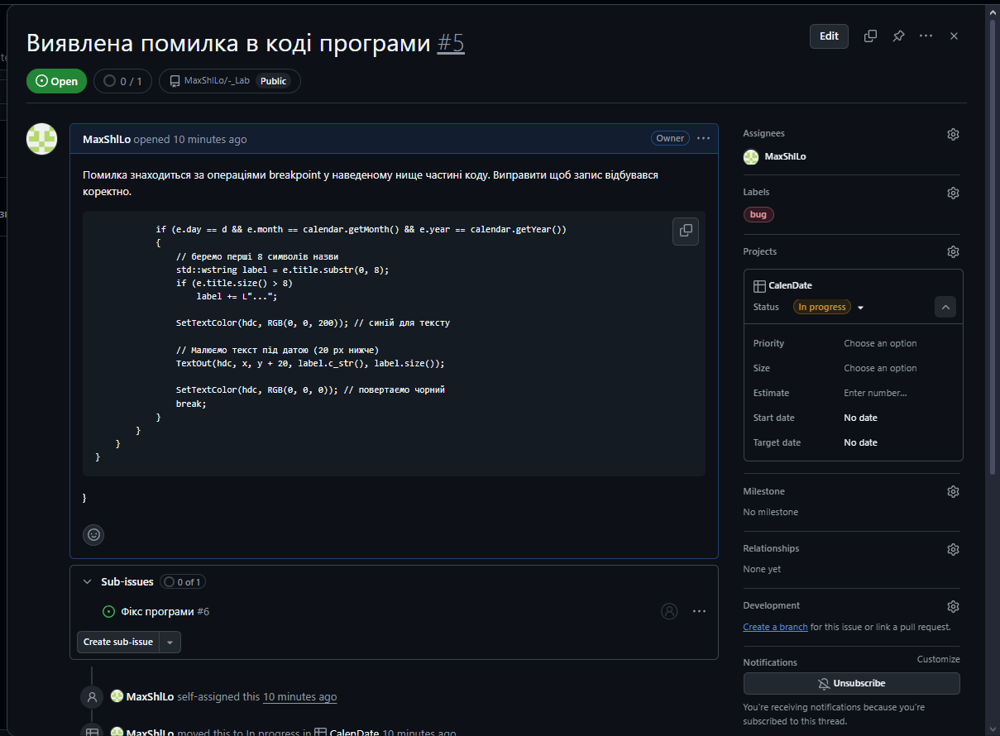 Виявлена помилка в коді програми #5
Edit
Open
0 / 1
MaxShlLo/-_Lab Public
MaxShlLo opened 10 minutes ago
Owner
Помилка знаходиться за операціями breakpoint у наведеному нище частині коду. Виправити щоб запис відбувався
коректно.
if (e.day == d && e.month == calendar.getMonth() && e.year == calendar.getYear())
{
// беремо перші 8 символів назви
std::wstring label = e.title.substr(0, 8);
if (e.title.size() > 8)
label += L"...";
SetTextColor(hdc, RGB(0, 0, 200)); // синій для тексту
// Малюємо текст під датою (20 px нижче)
TextOut(hdc, x, y + 20, label.c_str(), label.size());
SetTextColor(hdc, RGB(0, 0, 0)); // повертаємо чорний
break;
}
}
}
}
}
Sub-issues 0 of 1
Фікс програми #6
Create sub-issue
MaxShlLo self-assigned this 10 minutes ago
MaxShlLo moved this to In progress in CalenDate 10 minutes ago
Assignees
MaxShlLo
Labels
bug
Projects
CalenDate
Status In progress
Priority Choose an option
Size Choose an option
Estimate Enter number...
Start date No date
Target date No date
Milestone
No milestone
Relationships
None yet
Development
Create a branch for this issue or link a pull request.
Notifications Customize
Unsubscribe
You're receiving notifications because you're
subscribed to this thread.